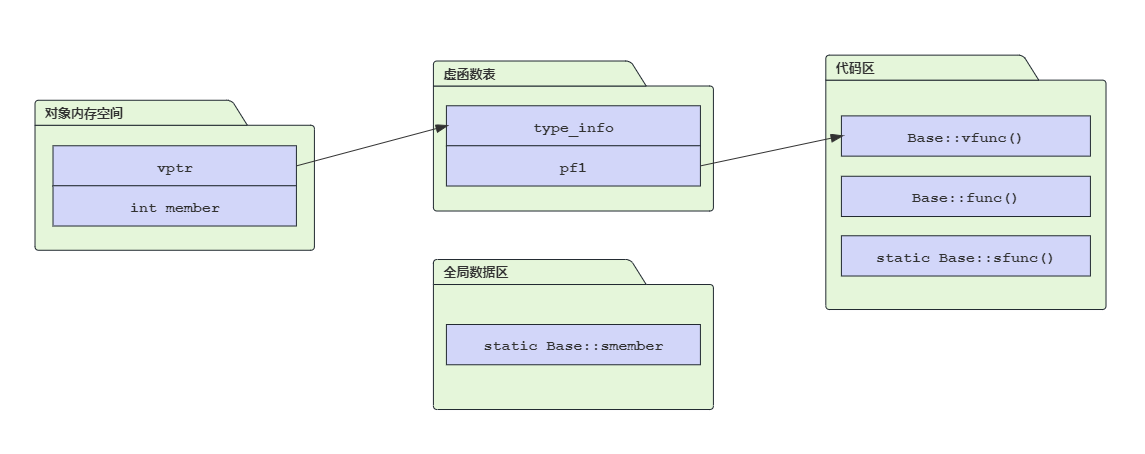 对象内存空间
vptr
int member
虚函数表
type_info
pf1
全局数据区
static Base::smember
代码区
Base::vfunc()
Base::func()
static Base::sfunc()